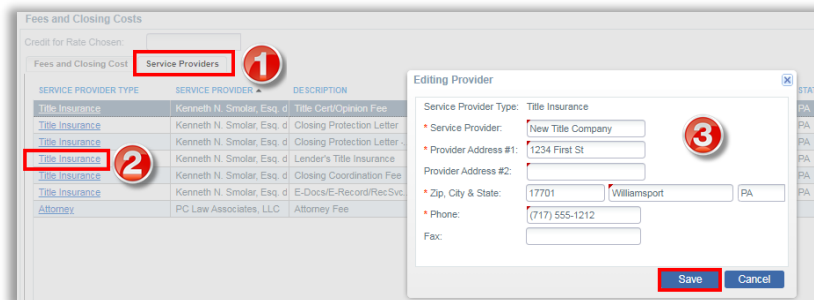 Fees and Closing Costs
Credit for Rate Chosen:
Fees and Closing Cost Service Providers
1
SERVICE PROVIDER TYPE SERVICE PROVIDER DESCRIPTION STAT
Title Insurance Kenneth N. Smolar, Esq. d Title Cert/Opinion Fee PA
Title Insurance Kenneth N. Smolar, Esq. d Closing Protection Letter PA
Title Insurance Kenneth N. Smolar, Esq. d Closing Protection Letter - PA
Title Insurance Kenneth N. Smolar, Esq. d Lender's Title Insurance PA
2
Title Insurance Kenneth N. Smolar, Esq. d Closing Coordination Fee PA
Title Insurance Kenneth N. Smolar, Esq. d E-Docs/E-Record/RecSvc. PA
Attorney PC Law Associates, LLC Attorney Fee PA
Editing Provider
Service Provider Type: Title Insurance
* Service Provider: New Title Company
3
* Provider Address #1: 1234 First St
Provider Address #2:
* Zip, City & State: 17701 Williamsport PA
* Phone: (717) 555-1212
Fax:
Save Cancel